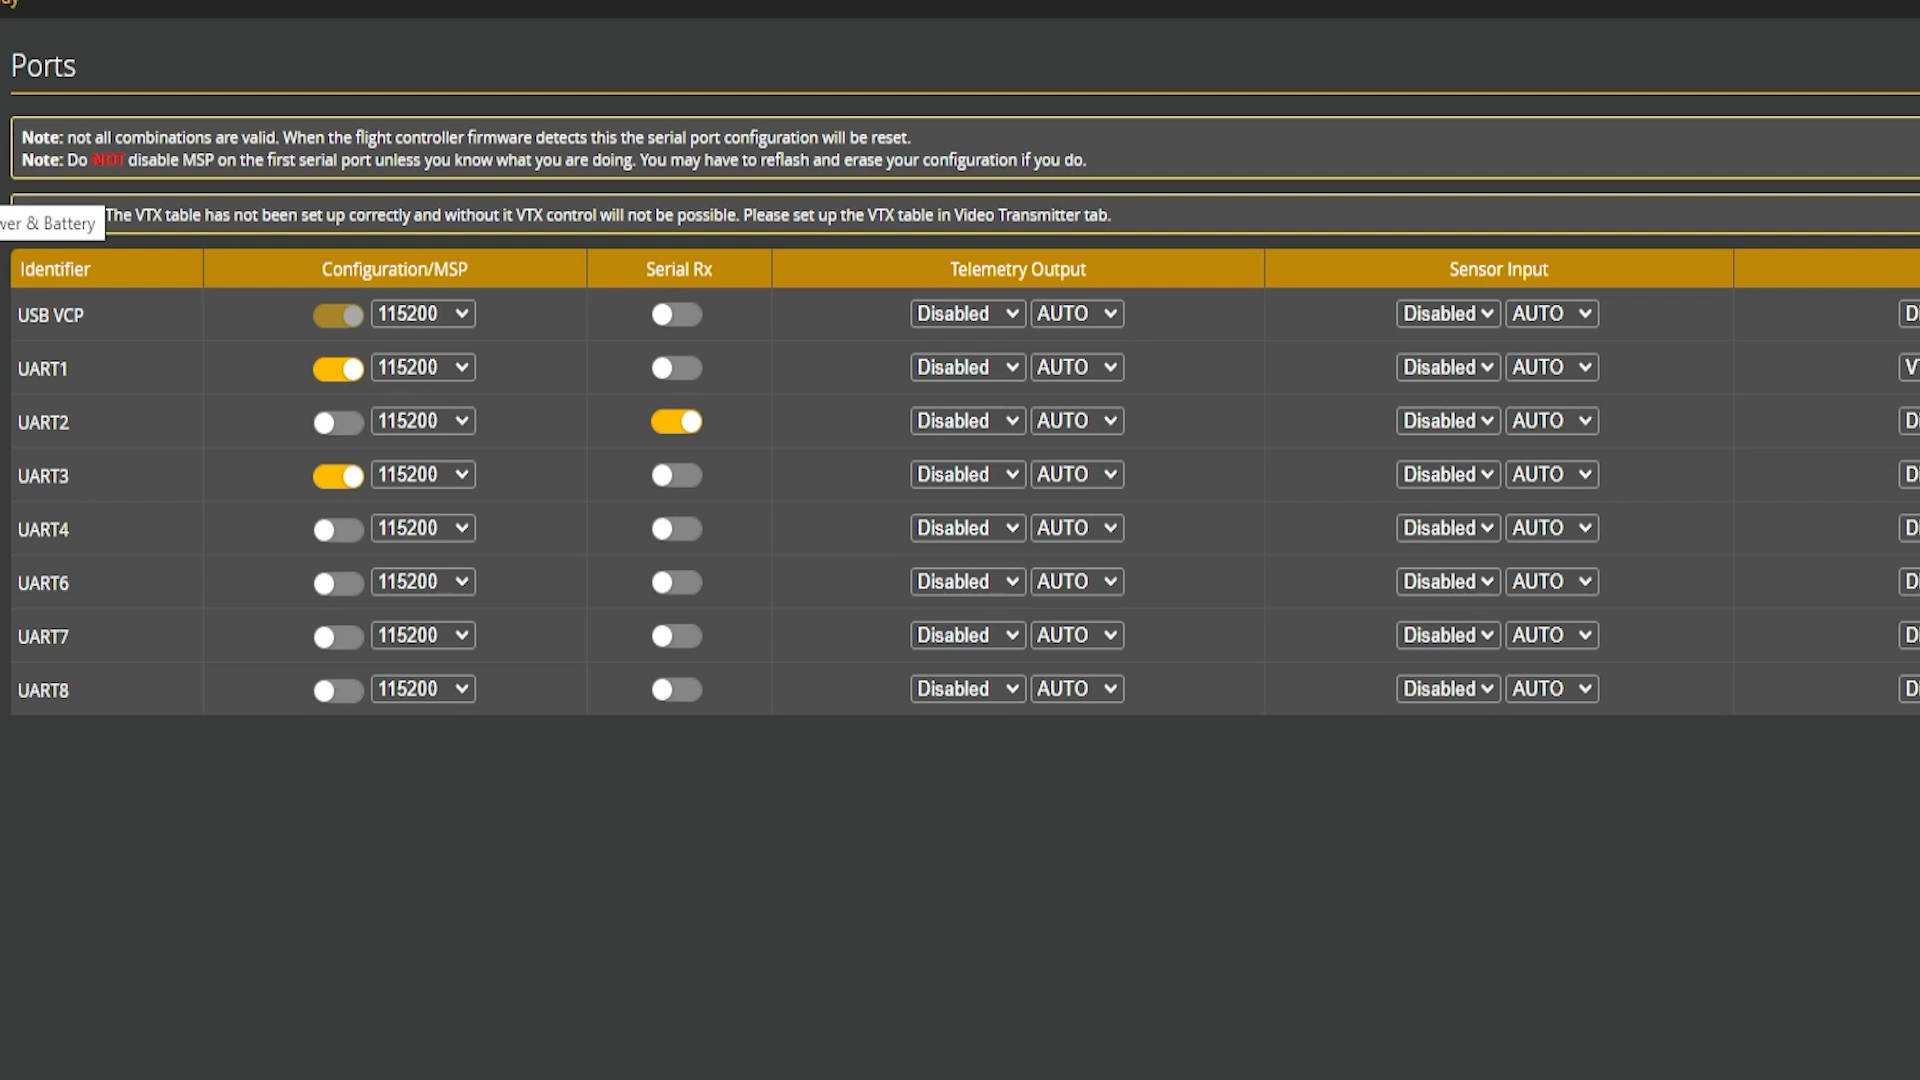 Ports
Note: not all combinations are valid. When the flight controller firmware detects this the serial port configuration will be reset.
Note: Do NOT disable MSP on the first serial port unless you know what you are doing. You may have to reflash and erase your configuration if you do.
The VTX table has not been set up correctly and without it VTX control will not be possible. Please set up the VTX table in Video Transmitter tab.
& Battery
Identifier Configuration/MSP Serial Rx Telemetry Output Sensor Input
USB VCP 115200 Disabled AUTO Disabled AUTO
UART1 115200 Disabled AUTO Disabled AUTO
UART2 115200 Disabled AUTO Disabled AUTO
UART3 115200 Disabled AUTO Disabled AUTO
UART4 115200 Disabled AUTO Disabled AUTO
UART6 115200 Disabled AUTO Disabled AUTO
UART7 115200 Disabled AUTO Disabled AUTO
UART8 115200 Disabled AUTO Disabled AUTO